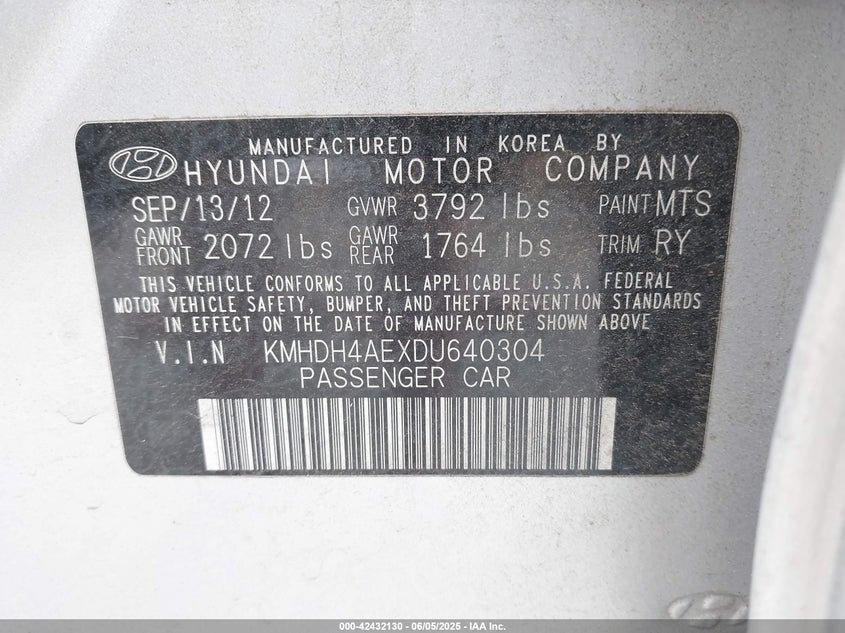 MANUFACTURED IN KOREA BY
HYUNDAI MOTOR COMPANY
SEP/13/12 GVWR 3792 lbs PAINT MTS
GAWR FRONT 2072 lbs GAWR REAR 1764 lbs TRIM RY
THIS VEHICLE CONFORMS TO ALL APPLICABLE U.S.A. FEDERAL
MOTOR VEHICLE SAFETY, BUMPER, AND THEFT PREVENTION STANDARDS
IN EFFECT ON THE DATE OF MANUFACTURE SHOWN ABOVE
V.I.N KMHDH4AEXDU640304
PASSENGER CAR
000-42432130 - 06/05/2025 - IAA Inc.